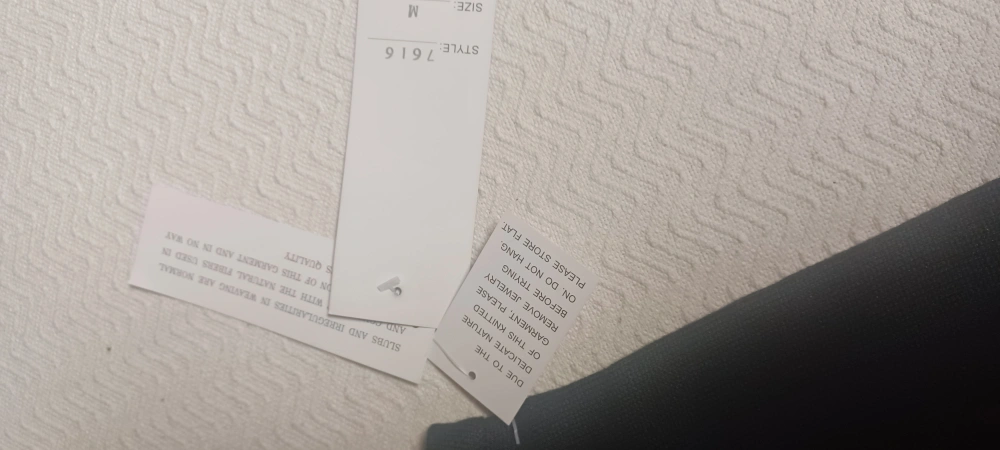 STYLE: 7616
SIZE: M
SLUBS AND IRREGULARITIES IN WEAVING ARE NORMAL
AND
WITH THE NATURAL FIBERS USED IN
OF THIS GARMENT AND IN NO WAY
QUALITY.
DUE TO THE
DELICATE NATURE
OF THIS KNITTED
GARMENT, PLEASE
REMOVE JEWELRY
BEFORE TRYING
ON. DO NOT HANG
PLEASE STORE FLAT.